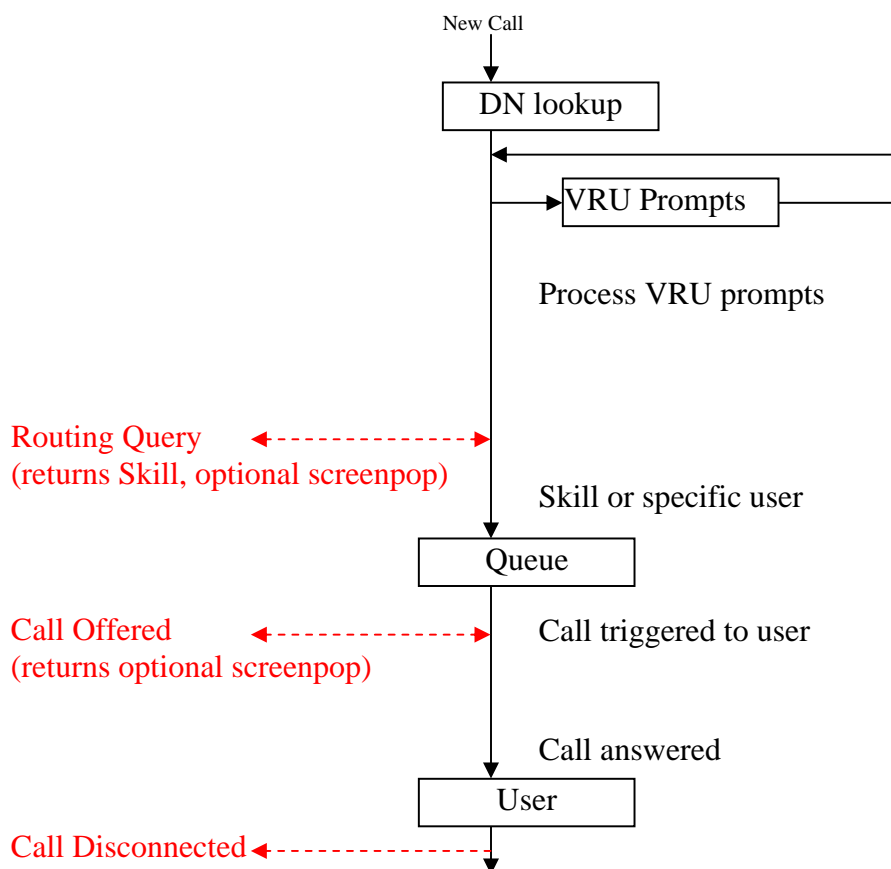 New Call
DN lookup
VRU Prompts
Process VRU prompts
Routing Query
(returns Skill, optional screenpop)
Skill or specific user
Queue
Call Offered
Call triggered to user
(returns optional screenpop)
Call answered
User
Call Disconnected